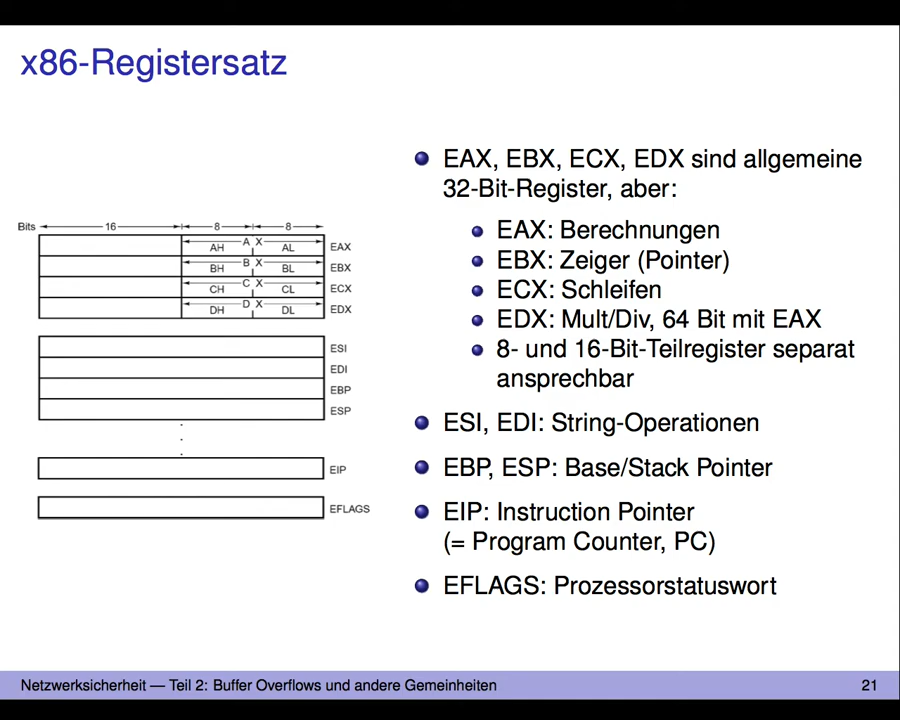 x86-Registersatz
Bits 16 8 8
AH A X AL EAX
BH B X BL EBX
CH C X CL ECX
DH D X DL EDX
ESI
EDI
EBP
ESP
EIP
EFLAGS
EAX, EBX, ECX, EDX sind allgemeine
32-Bit-Register, aber:
EAX: Berechnungen
EBX: Zeiger (Pointer)
ECX: Schleifen
EDX: Mult/Div, 64 Bit mit EAX
8- und 16-Bit-Teilregister separat
ansprechbar
ESI, EDI: String-Operationen
EBP, ESP: Base/Stack Pointer
EIP: Instruction Pointer
(= Program Counter, PC)
EFLAGS: Prozessorstatuswort
Netzwerksicherheit — Teil 2: Buffer Overflows und andere Gemeinheiten 21